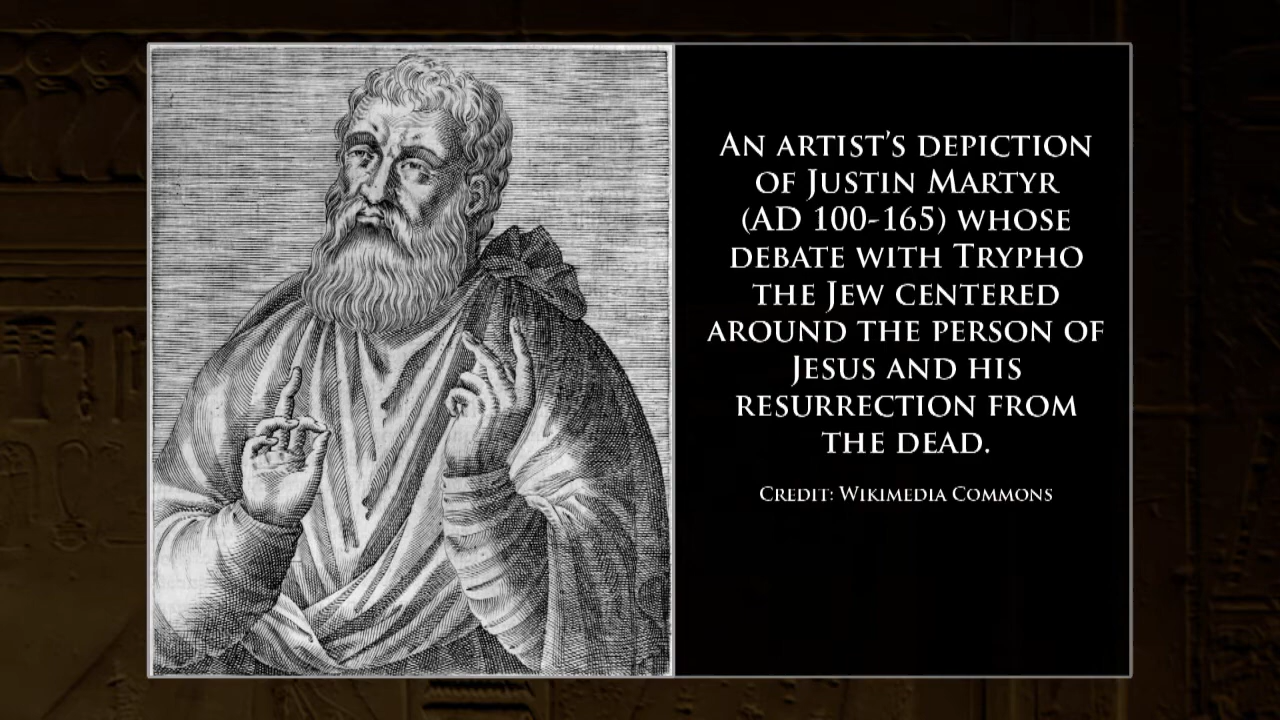 An artist's depiction
of Justin Martyr
(AD 100-165) whose
debate with Trypho
the Jew centered
around the person of
Jesus and his
resurrection from
the dead.
Credit: Wikimedia Commons